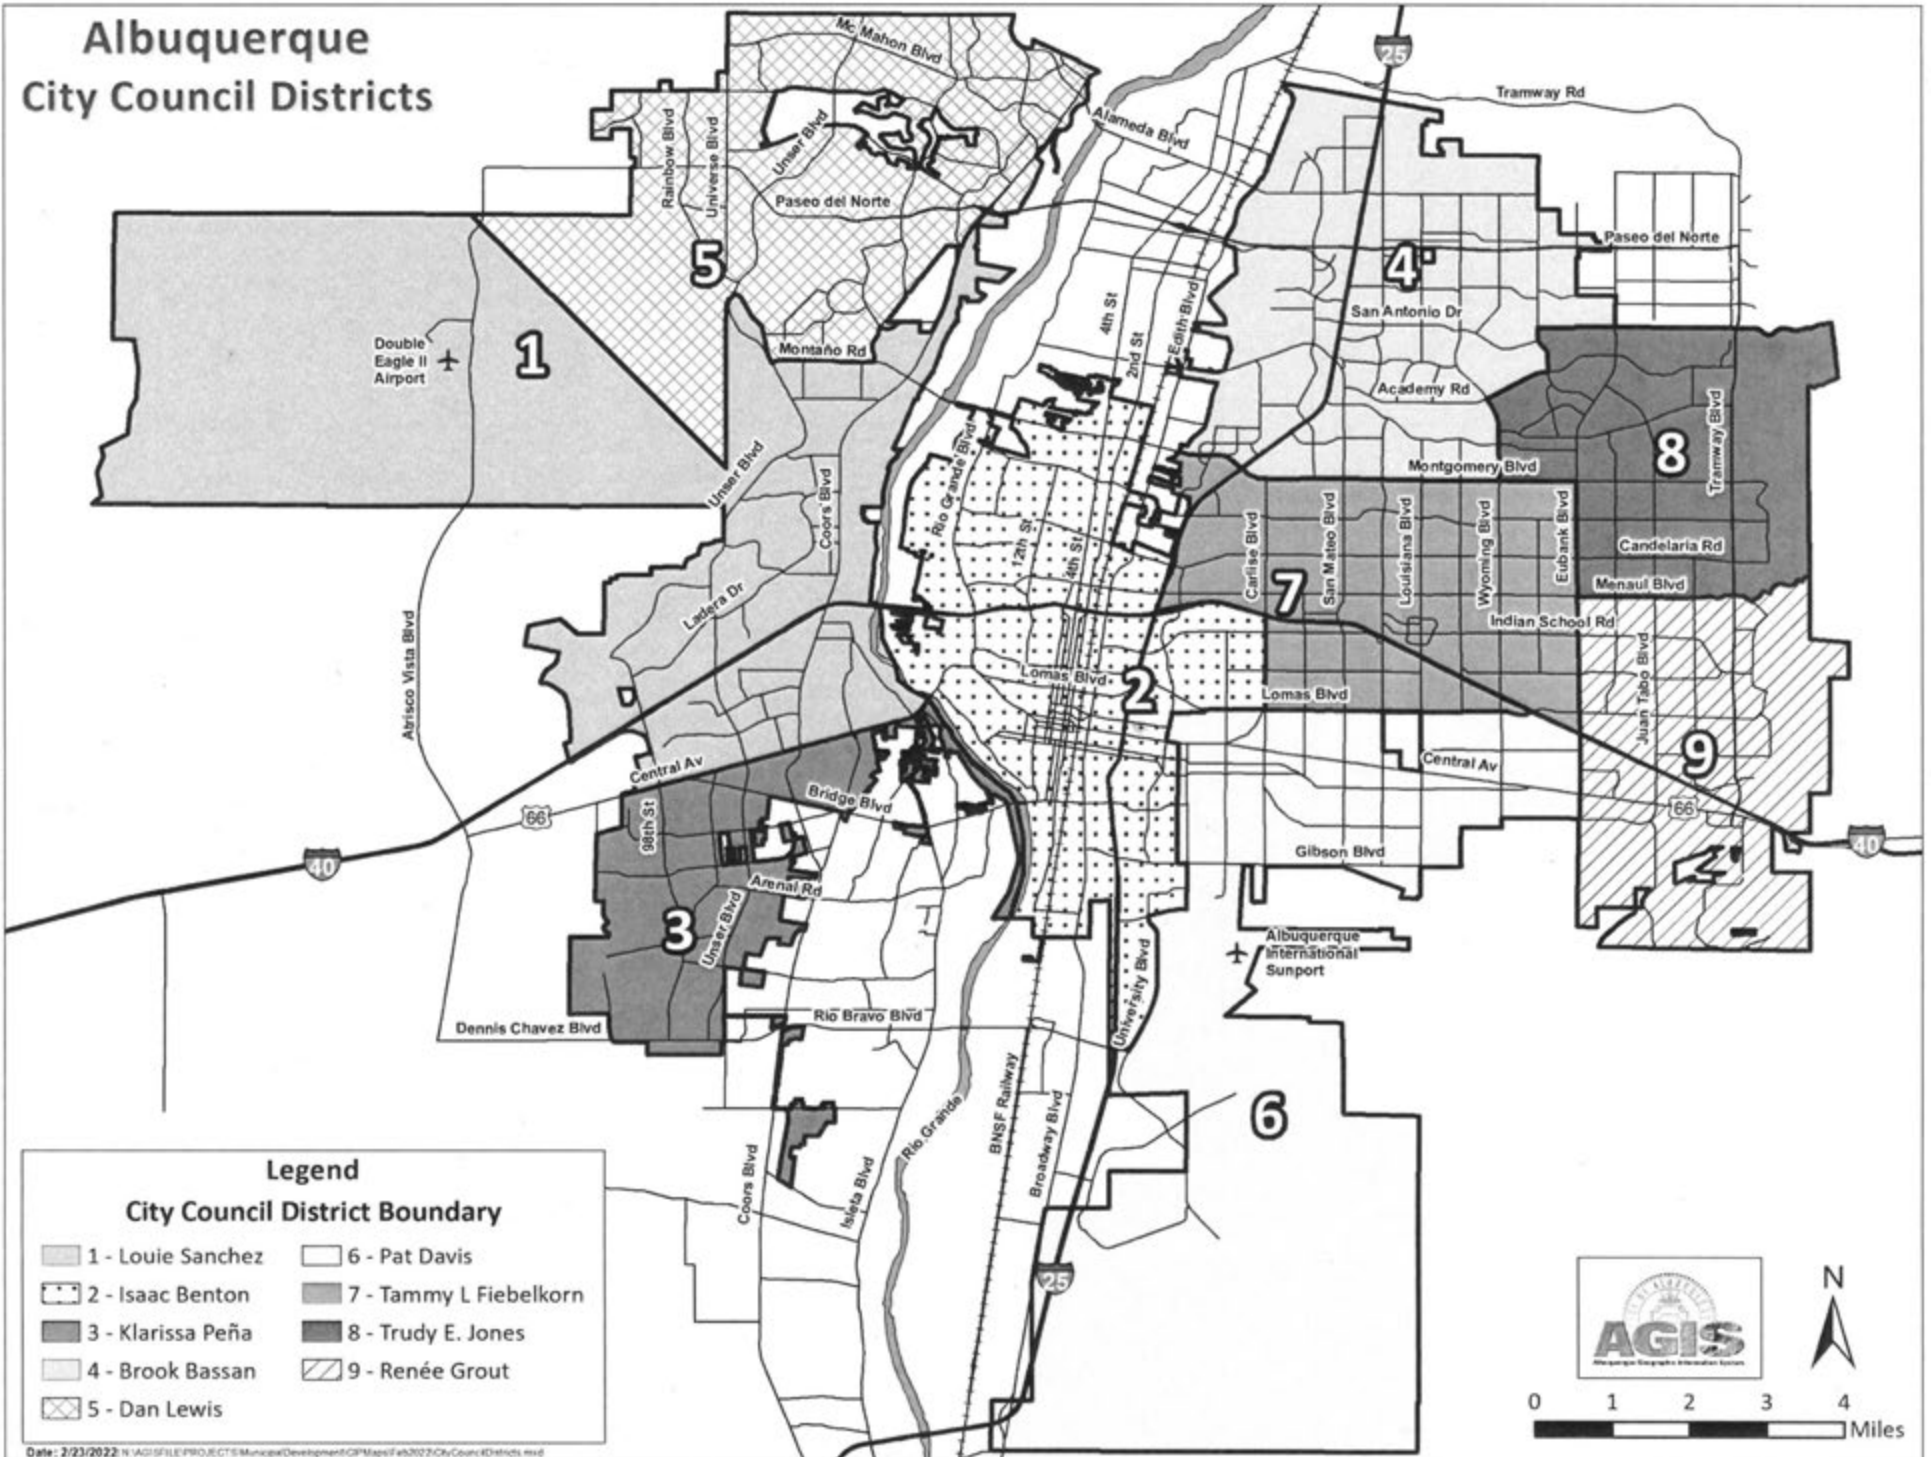 Albuquerque
City Council Districts
Mc Mahon Blvd
25
Tramway Rd
Alameda Blvd
Rainbow Blvd
Universe Blvd
Unser Blvd
Paseo del Norte
Paseo del Norte
5
4
San Antonio Dr
4th St
2nd St
Edith Blvd
Double
Eagle II
Airport
1
Montaño Rd
Academy Rd
Tramway Blvd
8
Montgomery Blvd
Unser Blvd
Coors Blvd
Rio Grande Blvd
12th St
4th St
Carlise Blvd
San Mateo Blvd
Louisiana Blvd
Wyoming Blvd
Eubank Blvd
Candelaria Rd
Menaul Blvd
7
Indian School Rd
Ladera Dr
Atrisco Vista Blvd
Lomas Blvd
2
Lomas Blvd
Juan Tabo Blvd
9
Central Av
Central Av
Bridge Blvd
66
66
98th St
40
40
Gibson Blvd
Arenal Rd
3
Unser Blvd
Albuquerque
International
Sunport
University Blvd
Dennis Chavez Blvd
Rio Bravo Blvd
BNSF Railway
Broadway Blvd
Rio Grande
6
Coors Blvd
Isleta Blvd
25
Legend
City Council District Boundary
1 - Louie Sanchez
2 - Isaac Benton
3 - Klarissa Peña
4 - Brook Bassan
5 - Dan Lewis
6 - Pat Davis
7 - Tammy L Fiebelkorn
8 - Trudy E. Jones
9 - Renée Grout
AGIS
Albuquerque Geographic Information System
N
0 1 2 3 4
Miles
Date: 2/23/2022